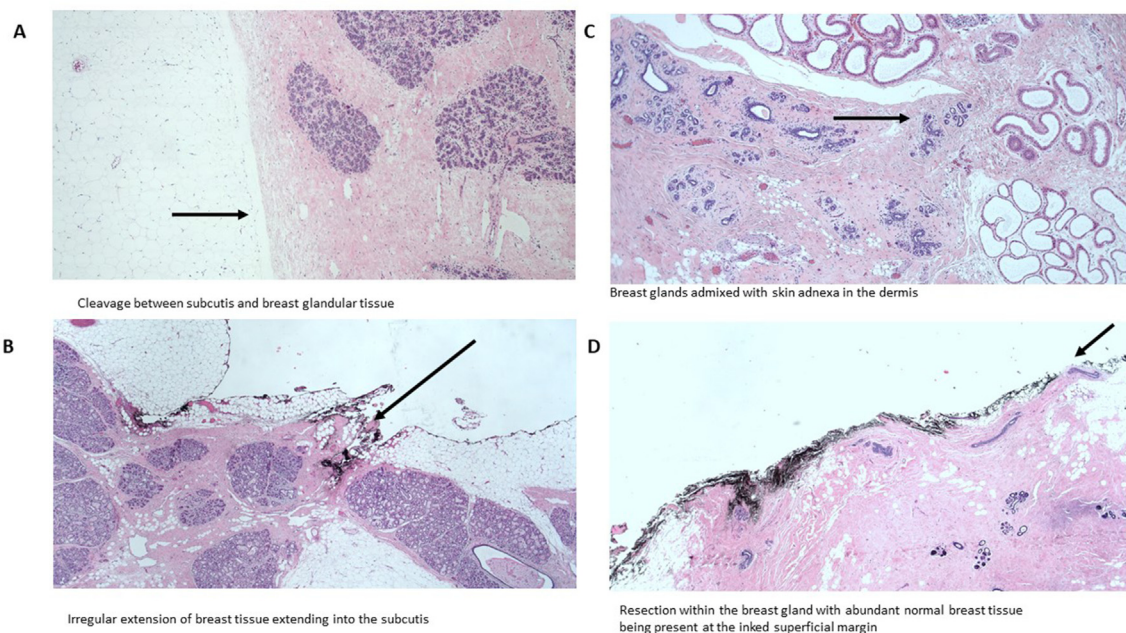 A
Cleavage between subcutis and breast glandular tissue
B
Irregular extension of breast tissue extending into the subcutis
C
Breast glands admixed with skin adnexa in the dermis
D
Resection within the breast gland with abundant normal breast tissue
being present at the inked superficial margin